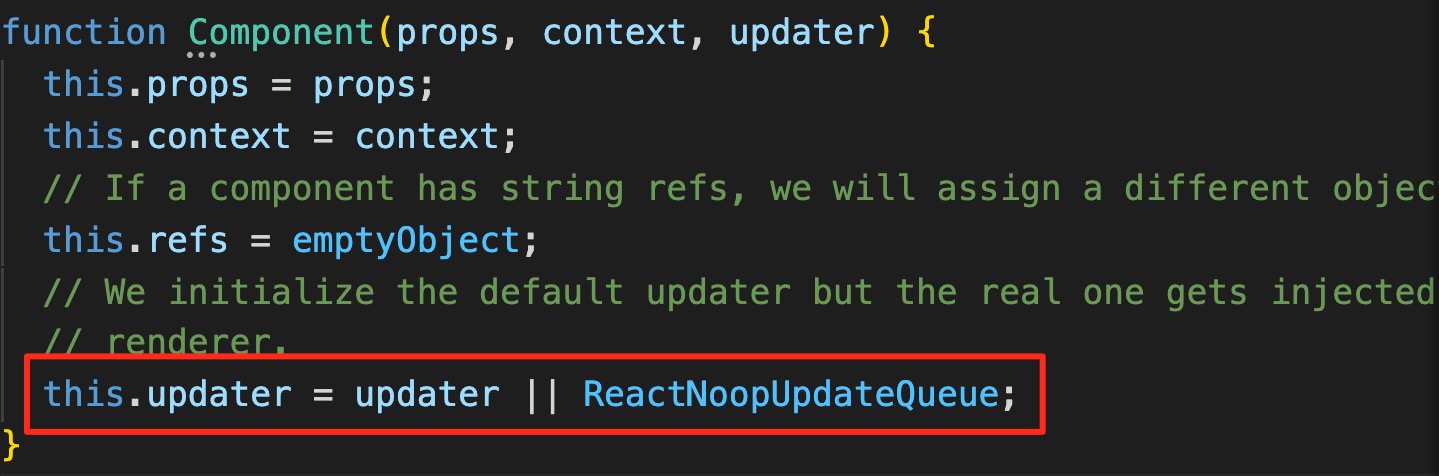 function Component(props, context, updater) {
this.props = props;
this.context = context;
// If a component has string refs, we will assign a different objec
this.refs = emptyObject;
// We initialize the default updater but the real one gets injected
// renderer.
this.updater = updater || ReactNoopUpdateQueue;
}